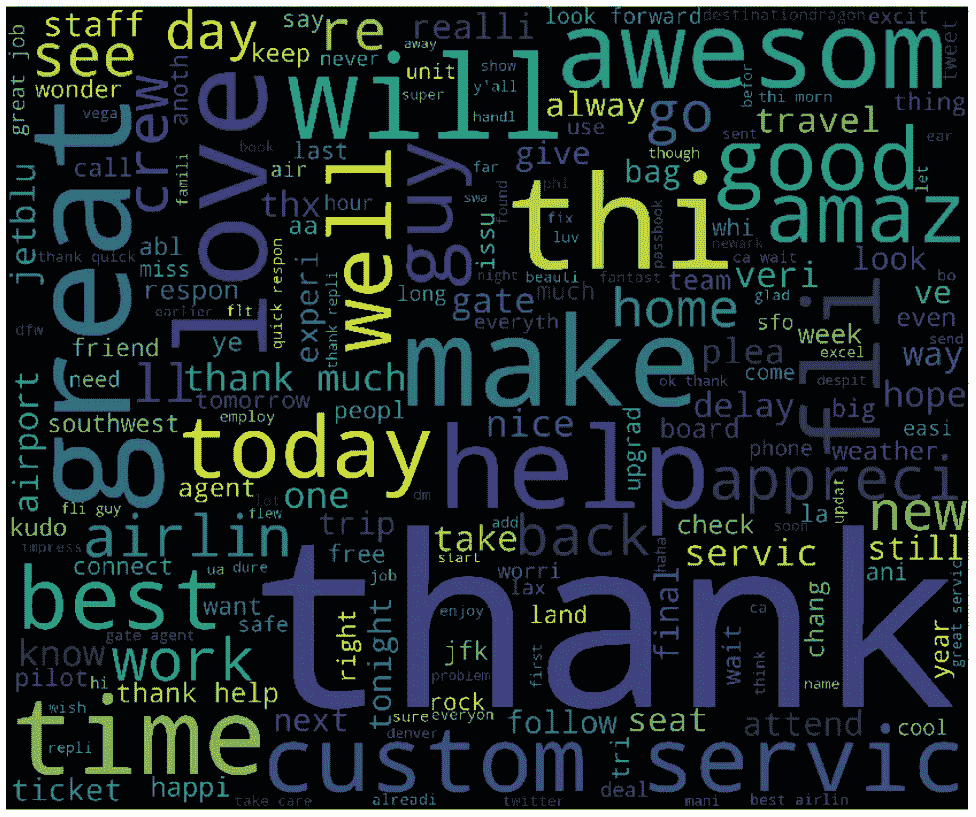 great job
staff
see
wonder
vega
great
call
crew
anoth
famili
day
keep
love
book
say
never
re
will
last
air
hour
thx
aa
well
away
unit
super
realli
y'all
show
handl
guy
far
swa
look forward
destinationdragon
excit
tweet
awesom
befor
thi morn
thing
alway
use
go
travel
sent
ear
let
give
though
bag
good
thi
phl
fix
luv
found
passbook
whi
newark
amaz
issu
night
beauti
fantast
team
ca wait
veri
look
bo
jetblu
thank quick
abl
miss
respon
earlier
flt
quick respon
experi
thank repli
long
gate
much
everyth
home
glad
sfo
week
excel
ve
even
send
way
dfw
friend
ye
need
ll
thank much
tomorrow
make
ok thank
plea
come
despit
fli
hope
airport
southwest
employ
peopl
nice
upgrad
delay
board
big
easi
phone
weather.
today
agent
lot
one
dm
help
appreci
updat
la
new
fli guy
flew
kudo
impress
airlin
trip
free
take
add
start
back
check
servic
soon
still
ani
connect
ua
dure
job
worri
lax
haha
best
want
safe
thank
enjoy
land
final
ca
chang
year
great servic
gate agent
know
pilot
hi
work
thank help
right
tonight
jfk
problem
rock
first
wait
think
name
wish
time
repli
next
sure
everyon
denver
follow
tri
seat
attend
cool
ticket
happi
custom servic
deal
take care
alreadi
twitter
mani
best airlin